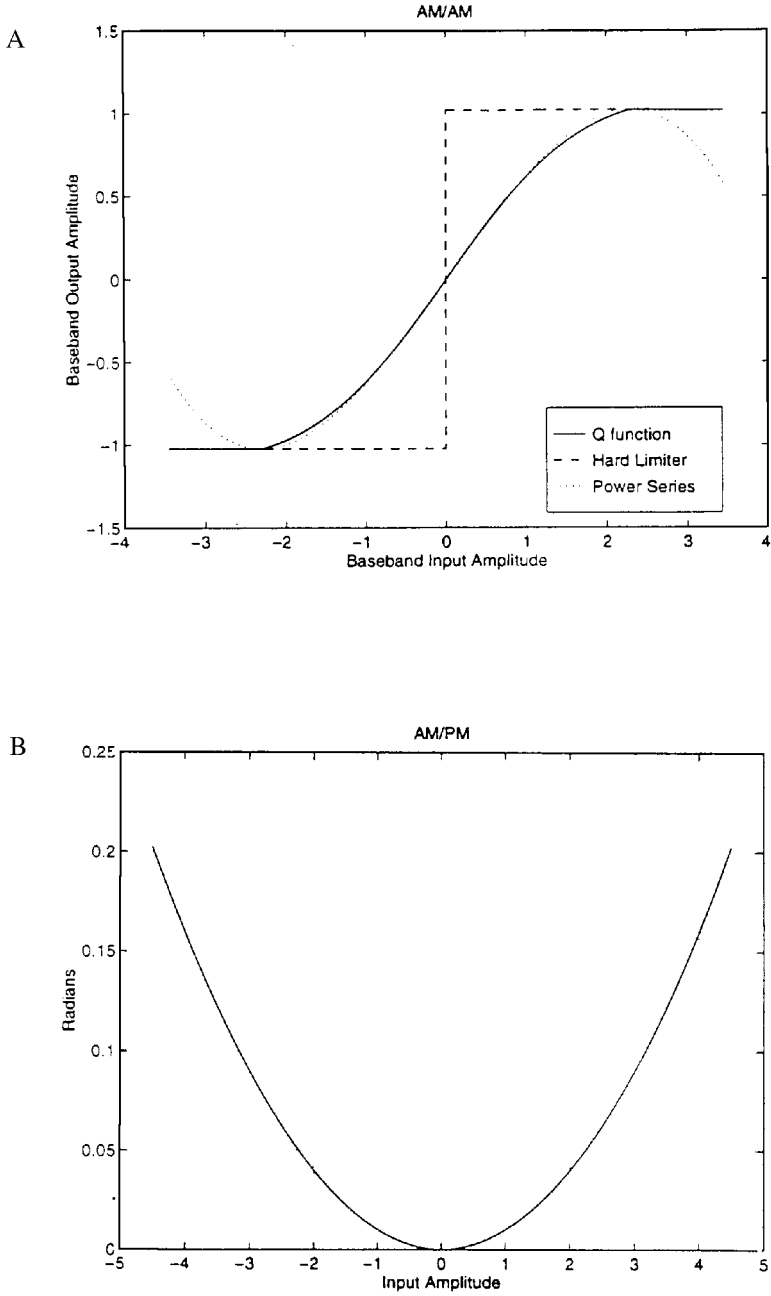 A
AM/AM
1.5
1
0.5
0
−0.5
−1
−1.5
Baseband Output Amplitude
Q function
Hard Limiter
Power Series
−4 −3 −2 −1 0 1 2 3 4
Baseband Input Amplitude
B
AM/PM
0.25
0.2
0.15
0.1
0.05
0
Radians
−5 −4 −3 −2 −1 0 1 2 3 4 5
Input Amplitude